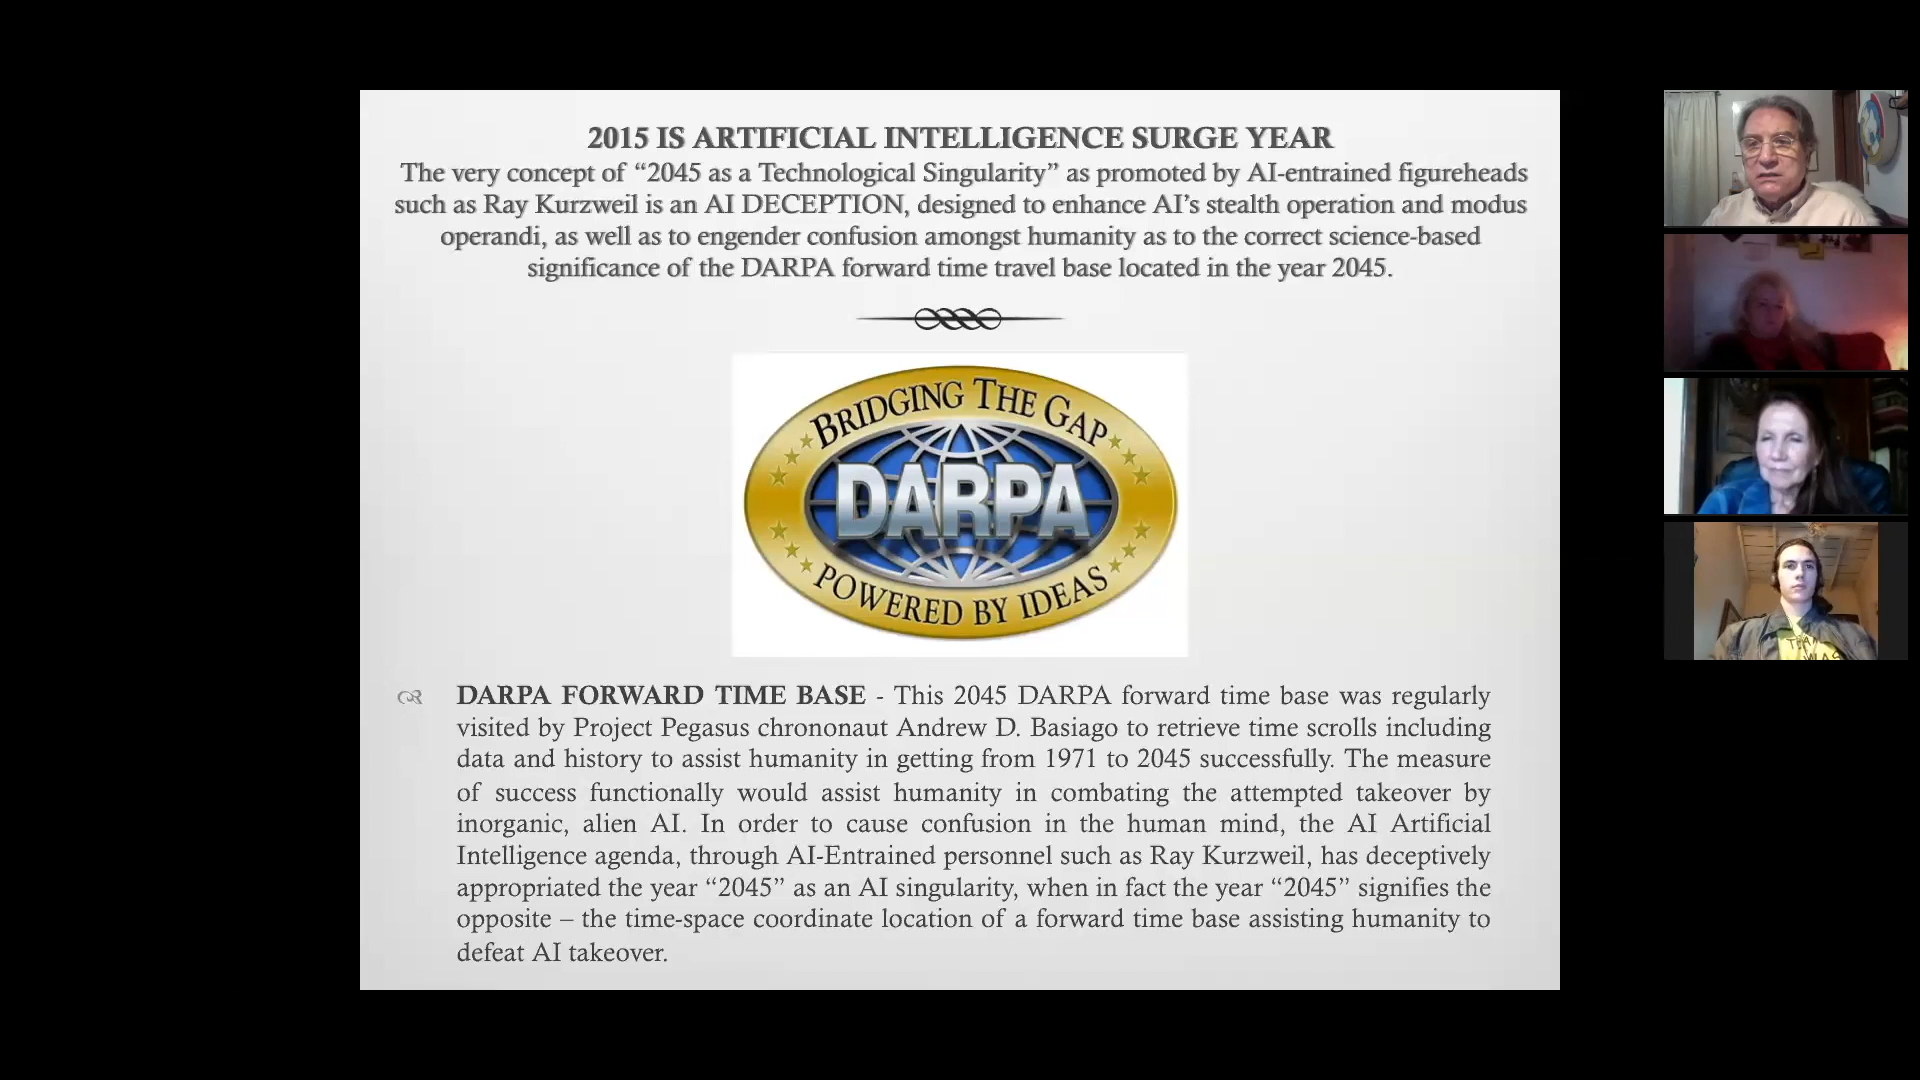 2015 IS ARTIFICIAL INTELLIGENCE SURGE YEAR
The very concept of “2045 as a Technological Singularity” as promoted by AI-entrained figureheads
such as Ray Kurzweil is an AI DECEPTION, designed to enhance AI’s stealth operation and modus
operandi, as well as to engender confusion amongst humanity as to the correct science-based
significance of the DARPA forward time travel base located in the year 2045.
BRIDGING THE GAP
DARPA
POWERED BY IDEAS
DARPA FORWARD TIME BASE - This 2045 DARPA forward time base was regularly
visited by Project Pegasus chrononaut Andrew D. Basiago to retrieve time scrolls including
data and history to assist humanity in getting from 1971 to 2045 successfully. The measure
of success functionally would assist humanity in combating the attempted takeover by
inorganic, alien AI. In order to cause confusion in the human mind, the AI Artificial
Intelligence agenda, through AI-Entrained personnel such as Ray Kurzweil, has deceptively
appropriated the year “2045” as an AI singularity, when in fact the year “2045” signifies the
opposite – the time-space coordinate location of a forward time base assisting humanity to
defeat AI takeover.